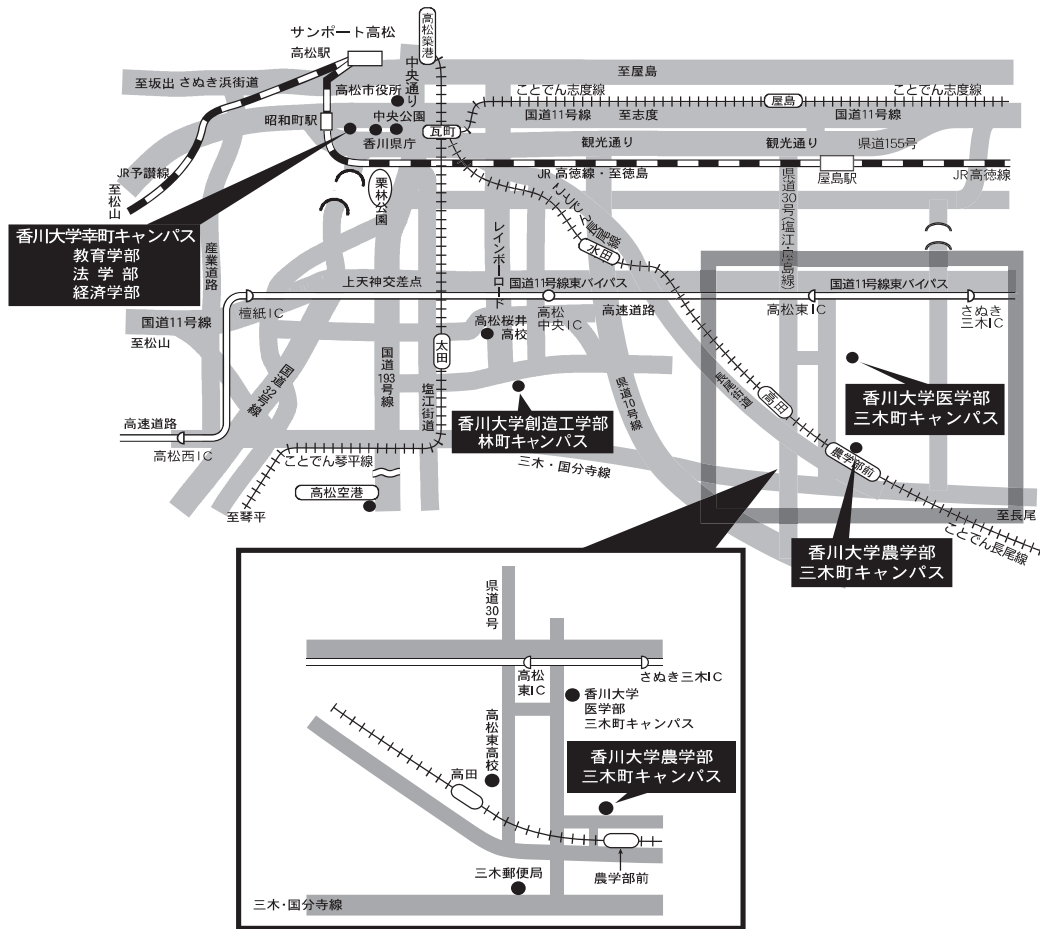 サンポート高松
高松駅
高松築港
中央通り
至坂出 さぬき浜街道
至屋島
高松市役所
ことでん志度線
屋島
ことでん志度線
昭和町駅
中央公園
国道11号線
至志度
国道11号線
瓦町
香川県庁
観光通り
観光通り
県道155号
JR予讃線
至松山
栗林公園
JR 高徳線・至徳島
屋島駅
JR高徳線
香川大学幸町キャンパス
教育学部
法 学 部
経済学部
産業道路
レインボーロード
ことでん長尾線
水田
県道30号(塩江・屋島線)
上天神交差点
国道11号線東バイパス
国道11号線東バイパス
檀紙IC
国道11号線
至松山
高松
中央IC
高速道路
高松東IC
さぬき
三木IC
高松桜井
高校
太田
国道32号線
国道193号線
塩江街道
県道10号線
長尾街道
高田
香川大学医学部
三木町キャンパス
香川大学創造工学部
林町キャンパス
高速道路
高松西IC
ことでん琴平線
三木・国分寺線
農学部前
高松空港
至琴平
至長尾
ことでん長尾線
香川大学農学部
三木町キャンパス
県道30号
高松
東IC
さぬき三木IC
香川大学
医学部
三木町キャンパス
高松東高校
香川大学農学部
三木町キャンパス
高田
三木郵便局
農学部前
三木・国分寺線